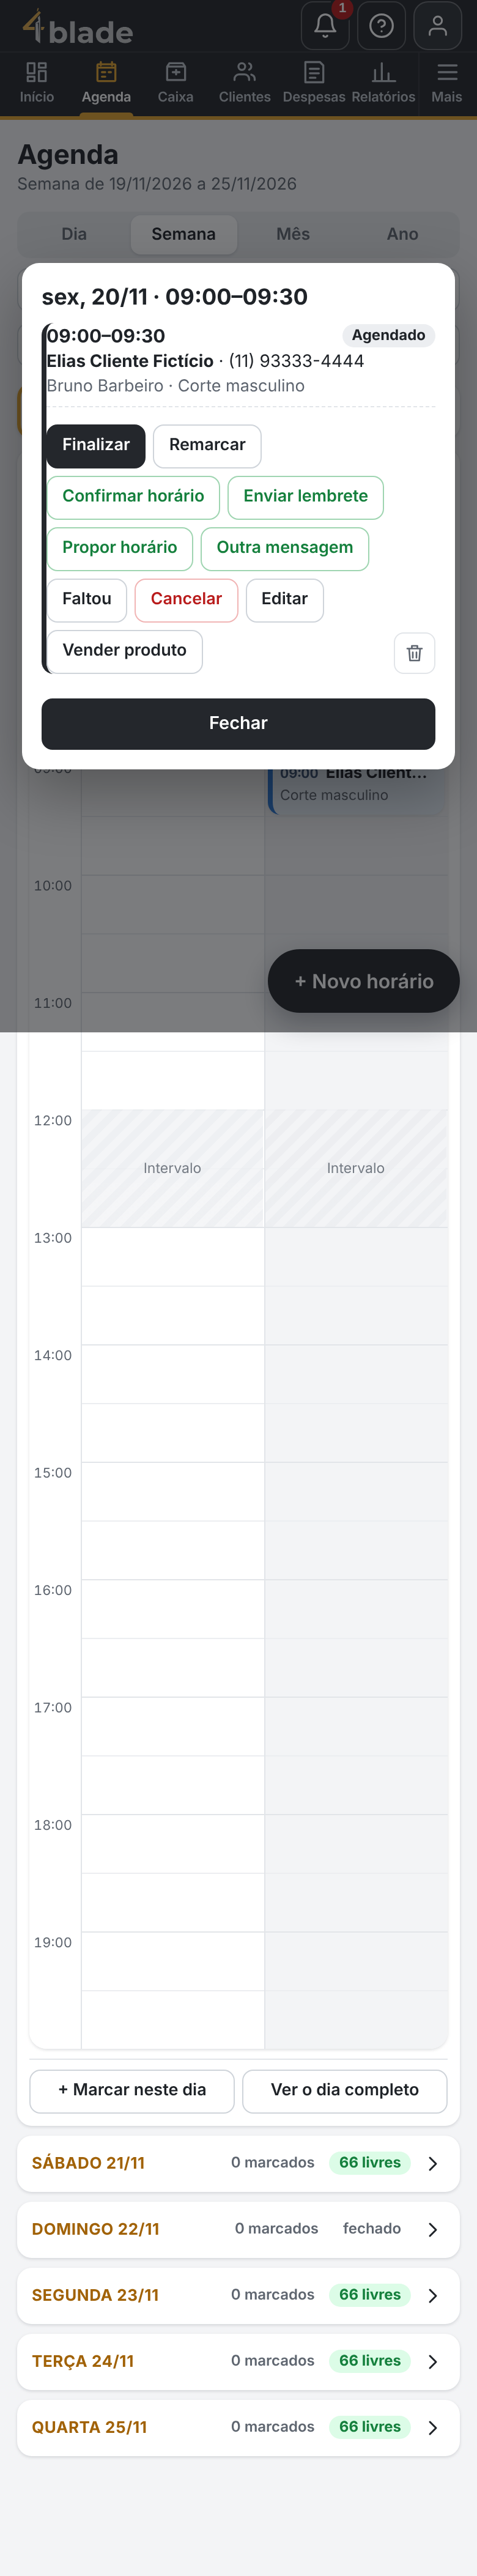 4blade
1
Início
Agenda
Caixa
Clientes
Despesas
Relatórios
Mais
Agenda
Semana de 19/11/2026 a 25/11/2026
Dia
Semana
Mês
Ano
sex, 20/11 · 09:00–09:30
09:00–09:30
Agendado
Elias Cliente Fictício · (11) 93333-4444
Bruno Barbeiro · Corte masculino
Finalizar
Remarcar
Confirmar horário
Enviar lembrete
Propor horário
Outra mensagem
Faltou
Cancelar
Editar
Vender produto
Fechar
09:00
09:00 Elias Client...
Corte masculino
10:00
+ Novo horário
11:00
12:00
Intervalo
Intervalo
13:00
14:00
15:00
16:00
17:00
18:00
19:00
+ Marcar neste dia
Ver o dia completo
SÁBADO 21/11 0 marcados 66 livres
DOMINGO 22/11 0 marcados fechado
SEGUNDA 23/11 0 marcados 66 livres
TERÇA 24/11 0 marcados 66 livres
QUARTA 25/11 0 marcados 66 livres